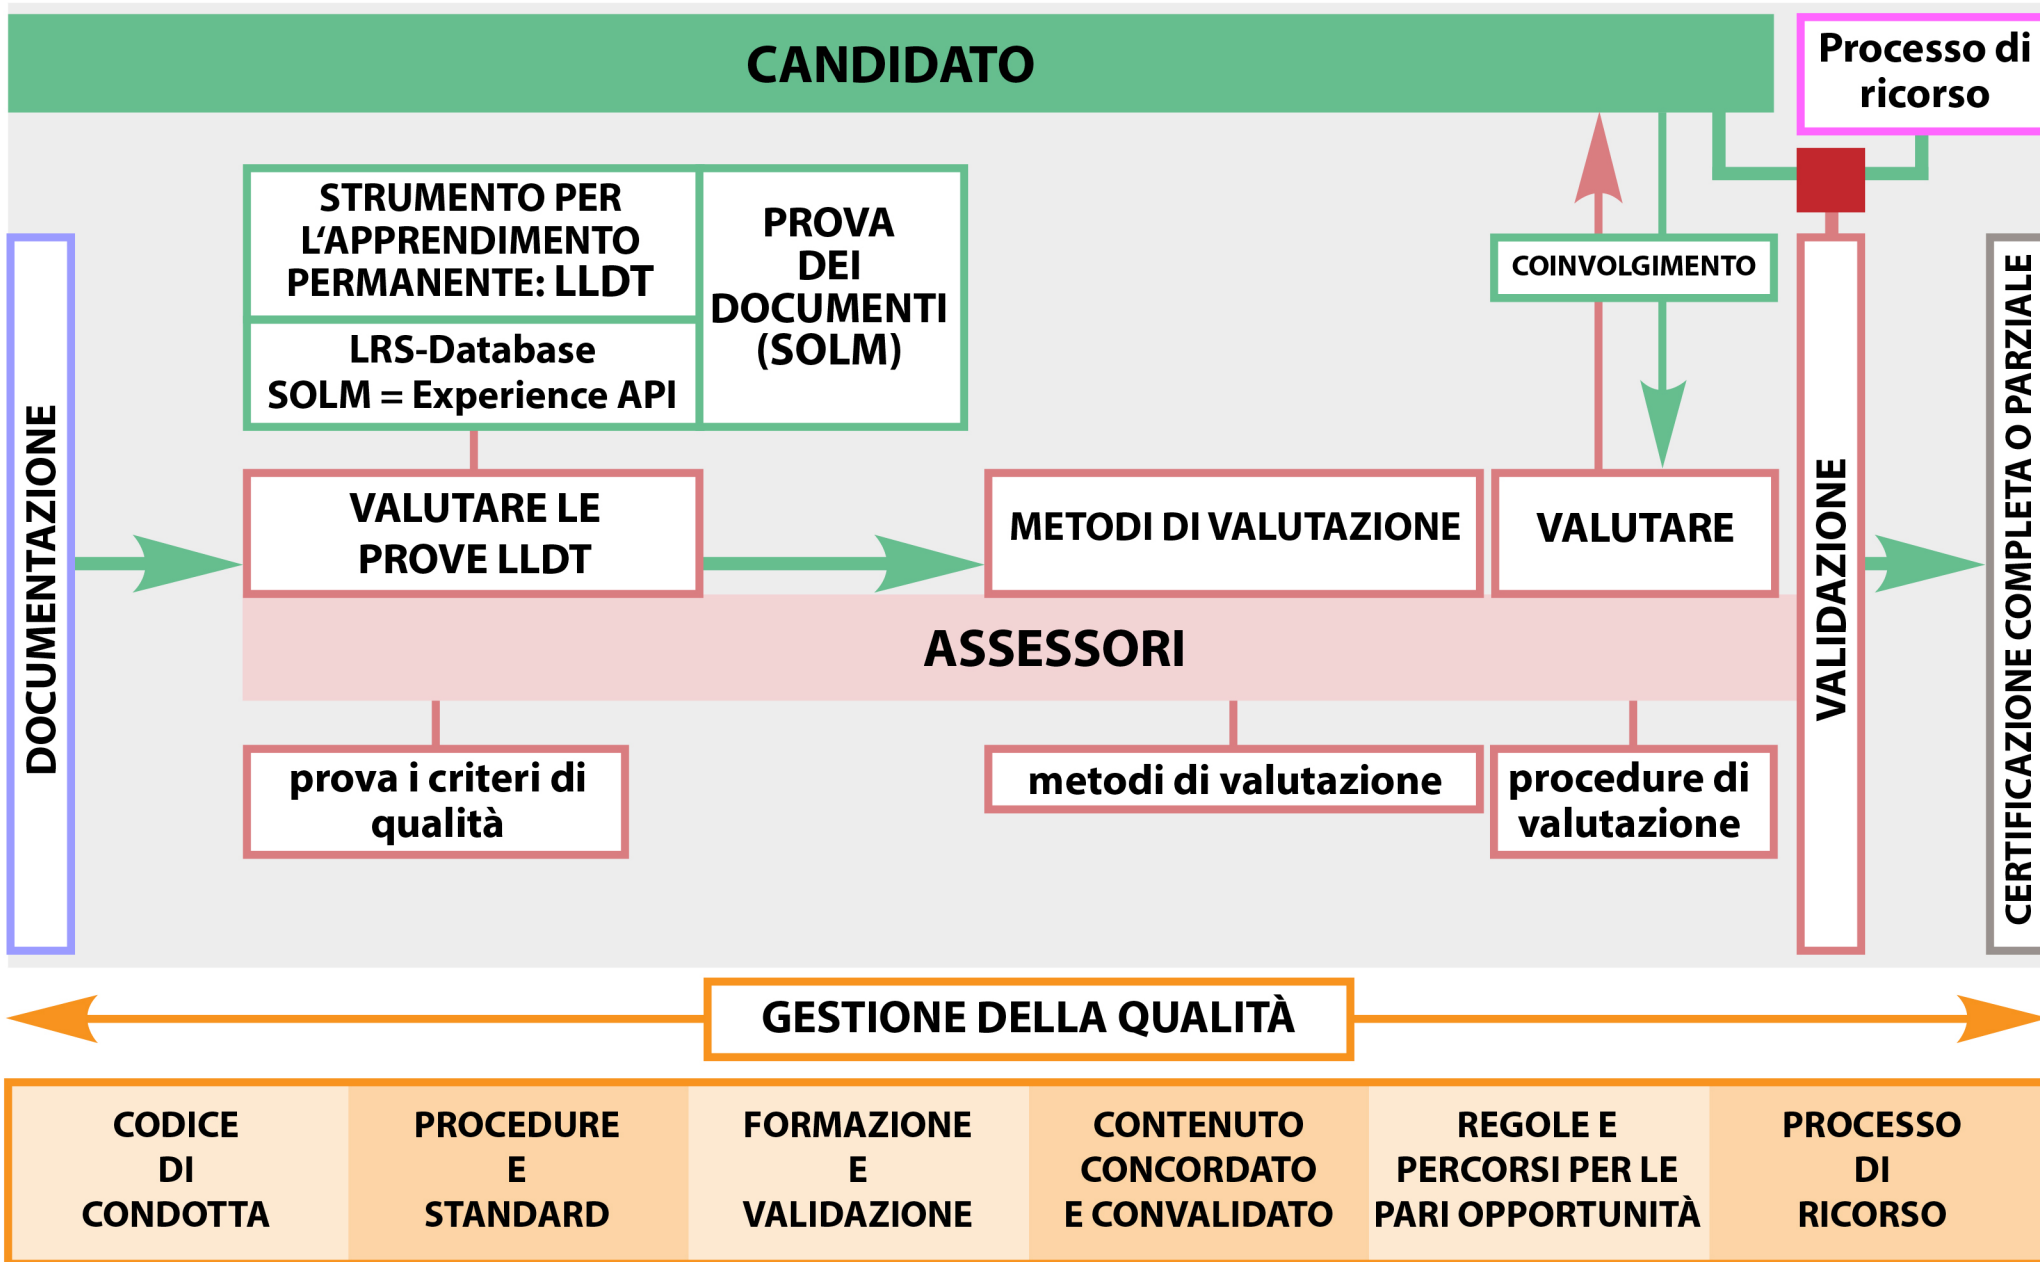 CANDIDATO
Processo di
ricorso
STRUMENTO PER
L‘APPRENDIMENTO
PERMANENTE: LLDT
PROVA
DEI
DOCUMENTI
(SOLM)
LRS-Database
SOLM = Experience API
COINVOLGIMENTO
DOCUMENTAZIONE
VALUTARE LE
PROVE LLDT
METODI DI VALUTAZIONE
VALUTARE
VALIDAZIONE
CERTIFICAZIONE COMPLETA O PARZIALE
ASSESSORI
prova i criteri di
qualità
metodi di valutazione
procedure di
valutazione
GESTIONE DELLA QUALITÀ
CODICE
DI
CONDOTTA
PROCEDURE
E
STANDARD
FORMAZIONE
E
VALIDAZIONE
CONTENUTO
CONCORDATO
E CONVALIDATO
REGOLE E
PERCORSI PER LE
PARI OPPORTUNITÀ
PROCESSO
DI
RICORSO